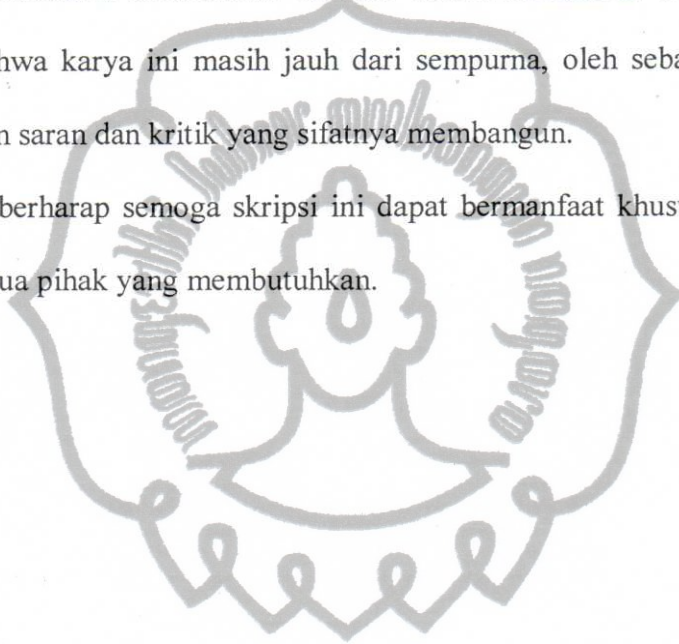 hwa karya ini masih jauh dari sempurna, oleh seba
n saran dan kritik yang sifatnya membangun.
berharap semoga skripsi ini dapat bermanfaat khus
ua pihak yang membutuhkan.